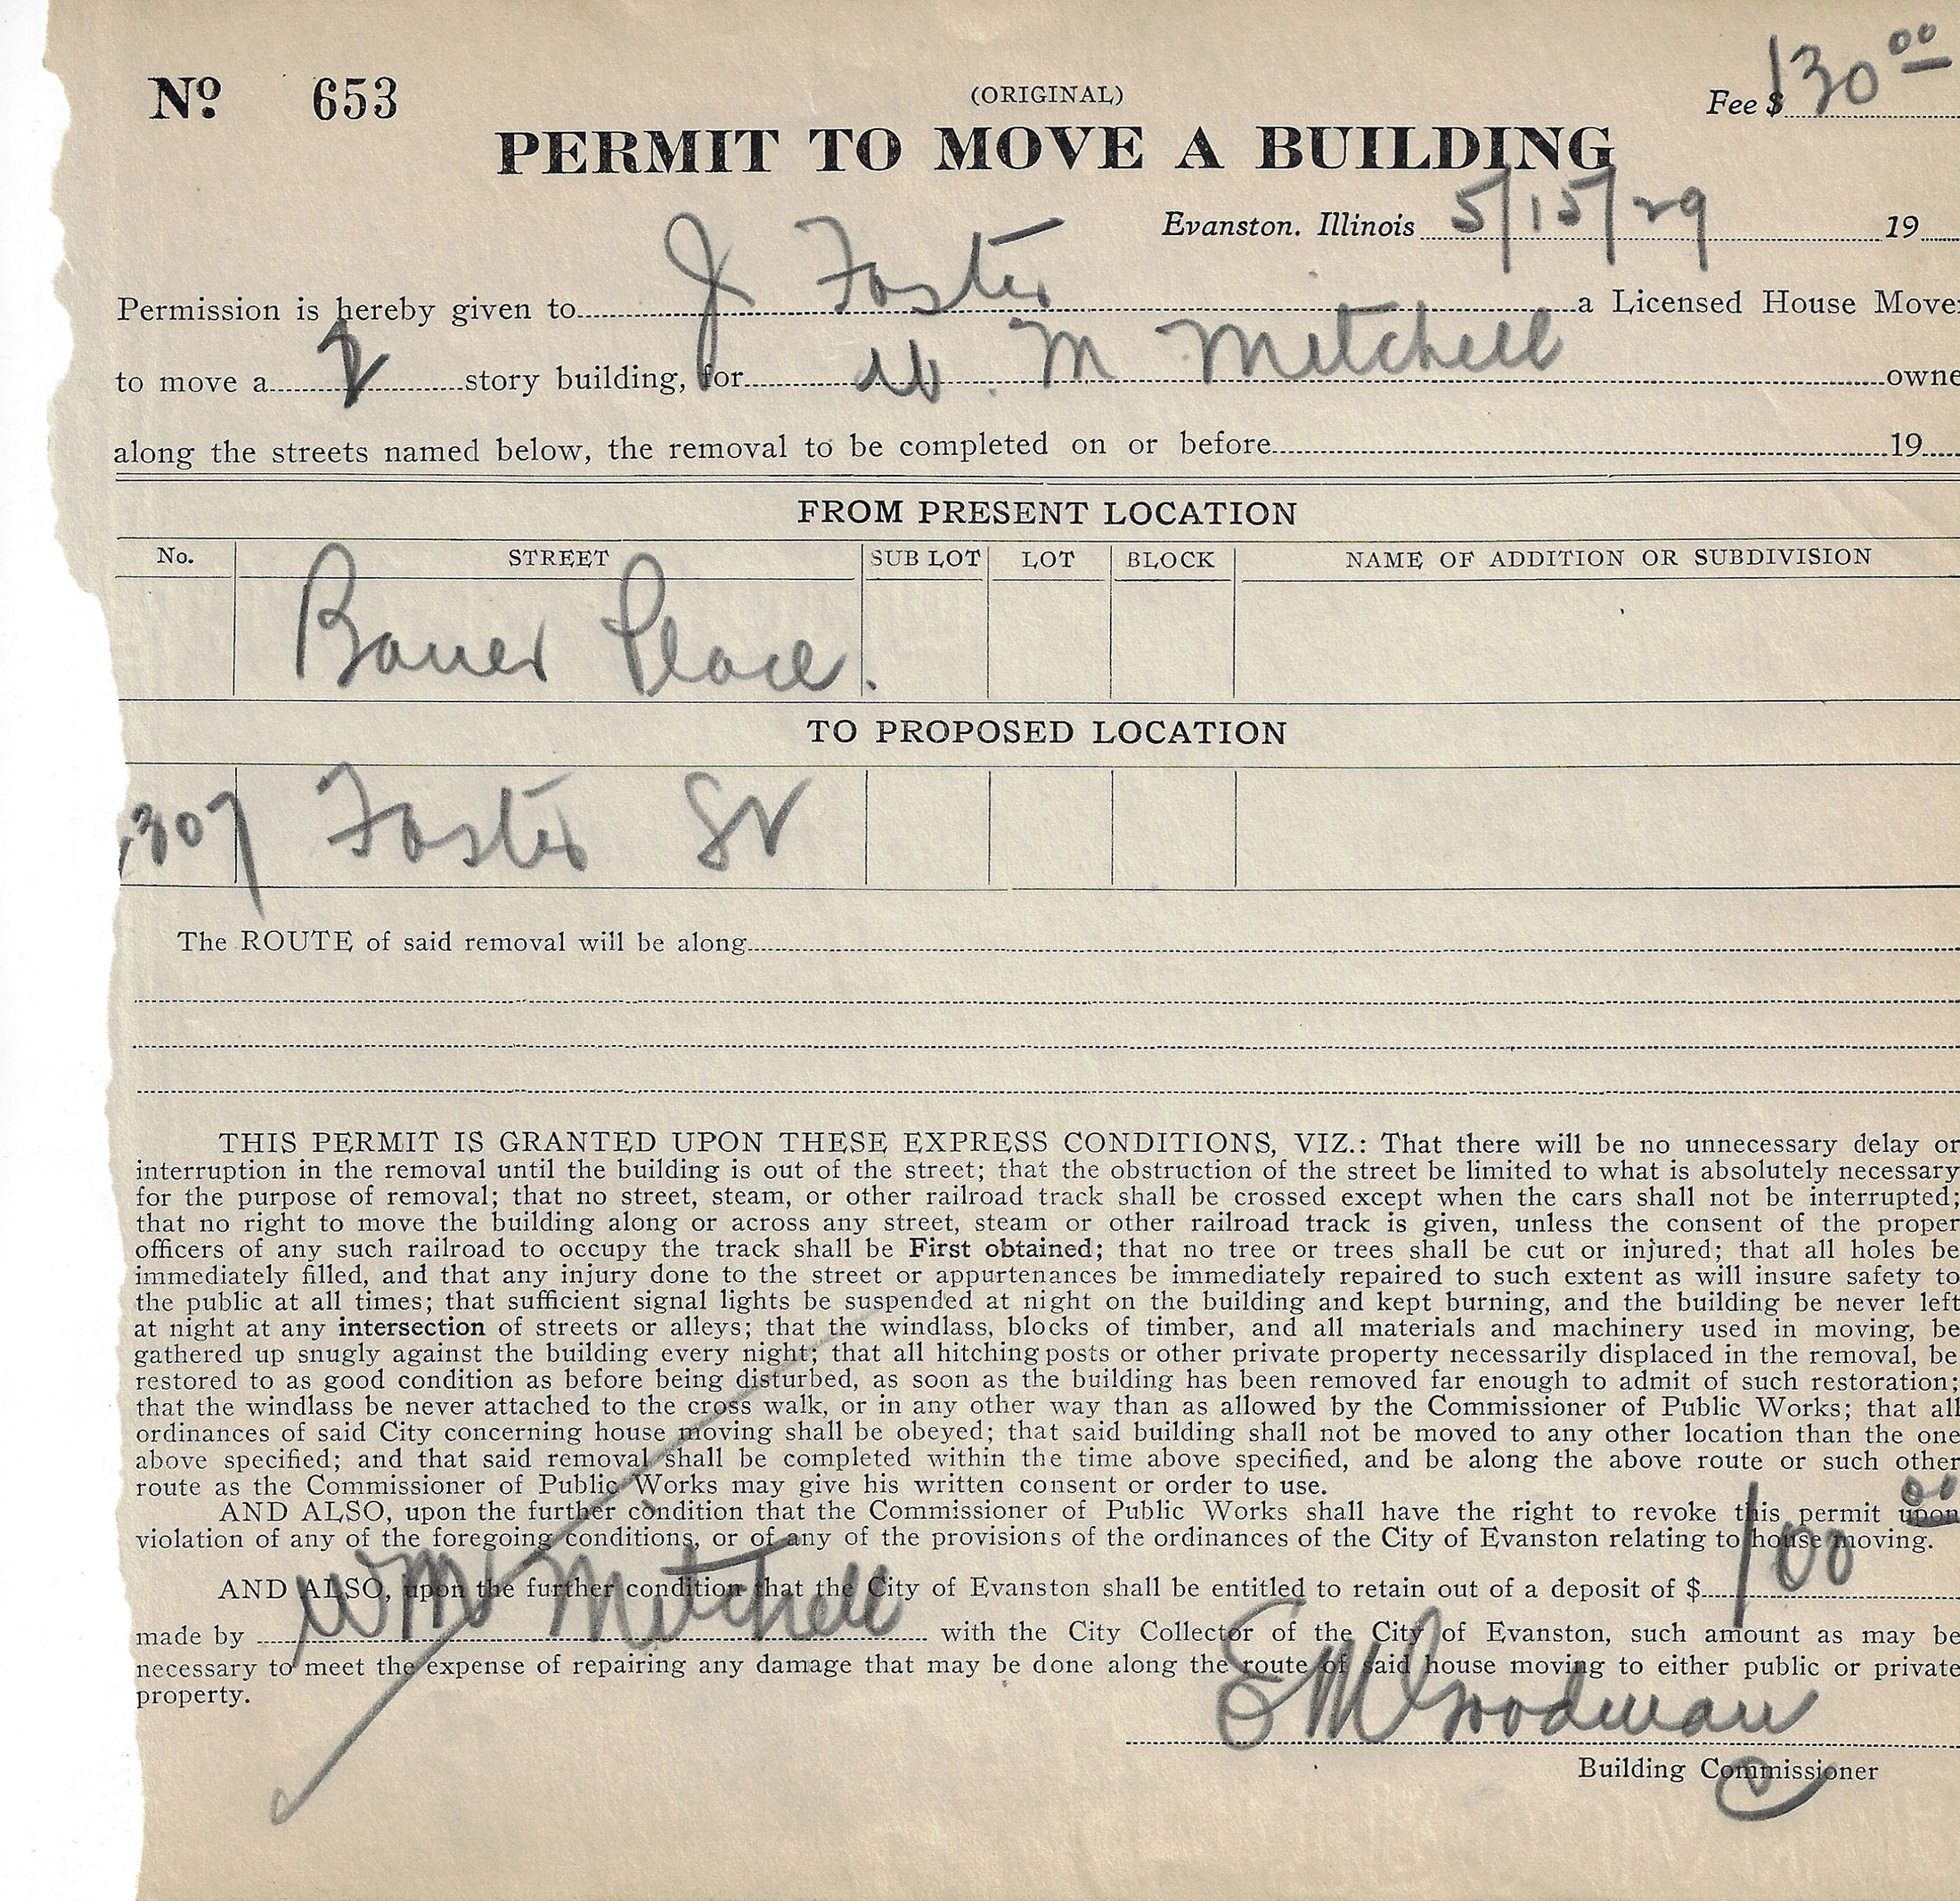 No. 653 (ORIGINAL) Fee $ 130 00
PERMIT TO MOVE A BUILDING
Evanston. Illinois 5/15/29 19
Permission is hereby given to J Foster a Licensed House Mover
to move a 2 story building, for W. M Mitchell owne
along the streets named below, the removal to be completed on or before 19
FROM PRESENT LOCATION
No. STREET SUB LOT LOT BLOCK NAME OF ADDITION OR SUBDIVISION
Bauer Place.
TO PROPOSED LOCATION
307 Foster St
The ROUTE of said removal will be along
THIS PERMIT IS GRANTED UPON THESE EXPRESS CONDITIONS, VIZ.: That there will be no unnecessary delay or
interruption in the removal until the building is out of the street; that the obstruction of the street be limited to what is absolutely necessary
for the purpose of removal; that no street, steam, or other railroad track shall be crossed except when the cars shall not be interrupted;
that no right to move the building along or across any street, steam or other railroad track is given, unless the consent of the proper
officers of any such railroad to occupy the track shall be First obtained; that no tree or trees shall be cut or injured; that all holes be
immediately filled, and that any injury done to the street or appurtenances be immediately repaired to such extent as will insure safety to
the public at all times; that sufficient signal lights be suspended at night on the building and kept burning, and the building be never left
at night at any intersection of streets or alleys; that the windlass, blocks of timber, and all materials and machinery used in moving, be
gathered up snugly against the building every night; that all hitching posts or other private property necessarily displaced in the removal, be
restored to as good condition as before being disturbed, as soon as the building has been removed far enough to admit of such restoration;
that the windlass be never attached to the cross walk, or in any other way than as allowed by the Commissioner of Public Works; that all
ordinances of said City concerning house moving shall be obeyed; that said building shall not be moved to any other location than the one
above specified; and that said removal shall be completed within the time above specified, and be along the above route or such other
route as the Commissioner of Public Works may give his written consent or order to use.
AND ALSO, upon the further condition that the Commissioner of Public Works shall have the right to revoke this permit upon
violation of any of the foregoing conditions, or of any of the provisions of the ordinances of the City of Evanston relating to house moving.
AND ALSO, upon the further condition that the City of Evanston shall be entitled to retain out of a deposit of $ 100 00
made by WM Mitchell with the City Collector of the City of Evanston, such amount as may be
necessary to meet the expense of repairing any damage that may be done along the route of said house moving to either public or private
property.
E M Goodman
Building Commissioner